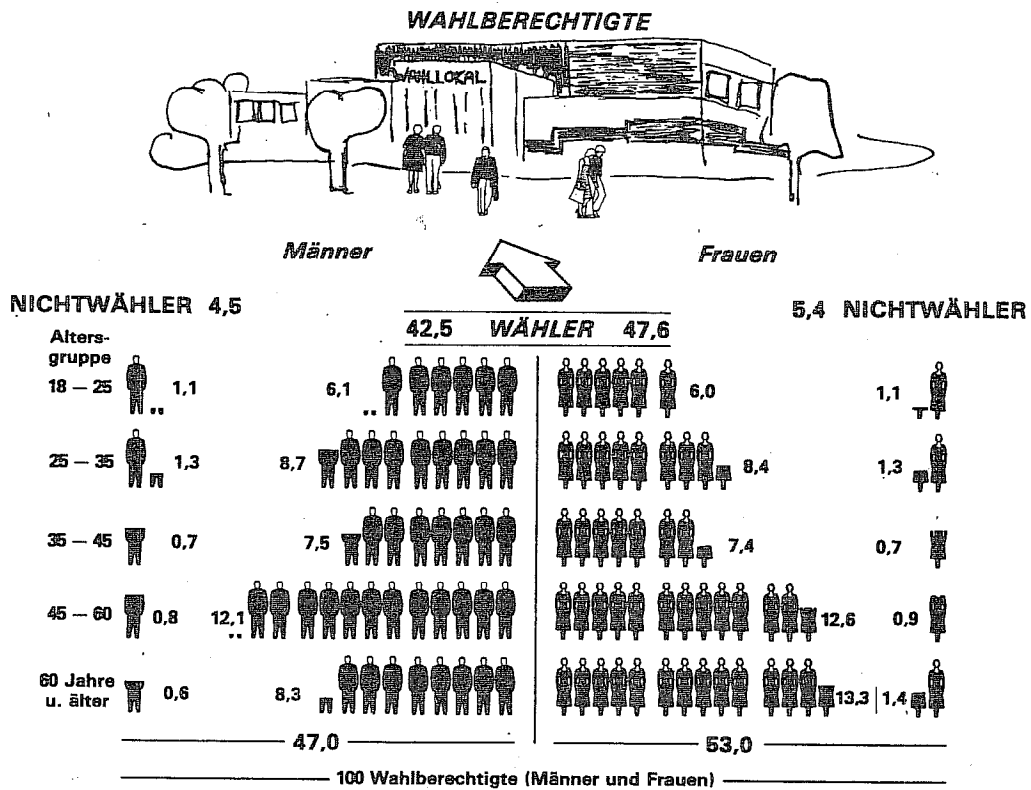 WAHLBERECHTIGTE
WAHLLOKAL
Männer
Frauen
NICHTWÄHLER 4,5
5,4 NICHTWÄHLER
42,5 WÄHLER 47,6
Alters-
gruppe
18 — 25 1,1 6,1 6,0 1,1
25 — 35 1,3 8,7 8,4 1,3
35 — 45 0,7 7,5 7,4 0,7
45 — 60 0,8 12,1 12,6 0,9
60 Jahre
u. älter 0,6 8,3 13,3 1,4
47,0 53,0
100 Wahlberechtigte (Männer und Frauen)